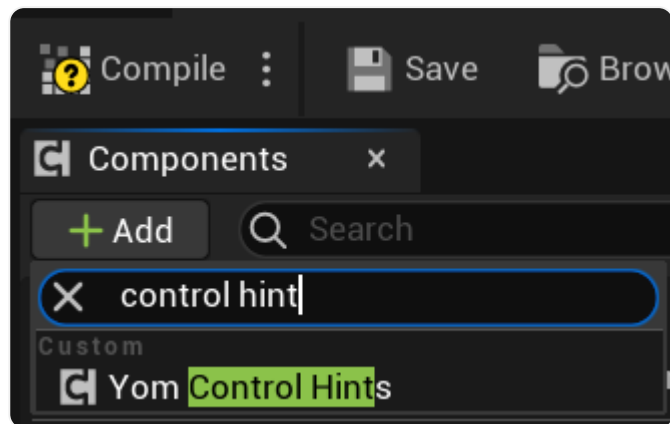 Compile Save Brow
Components ×
+ Add Search
control hint
Custom
Yom Control Hints